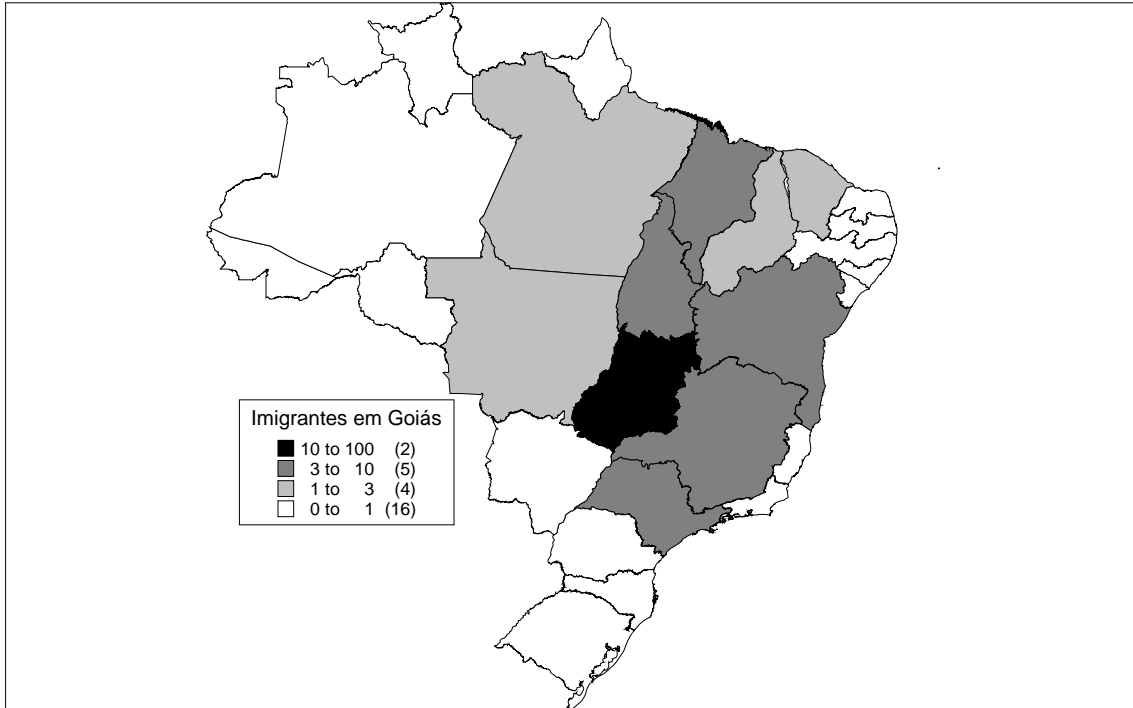 Imigrantes em Goiás
10 to 100 (2)
3 to 10 (5)
1 to 3 (4)
0 to 1 (16)